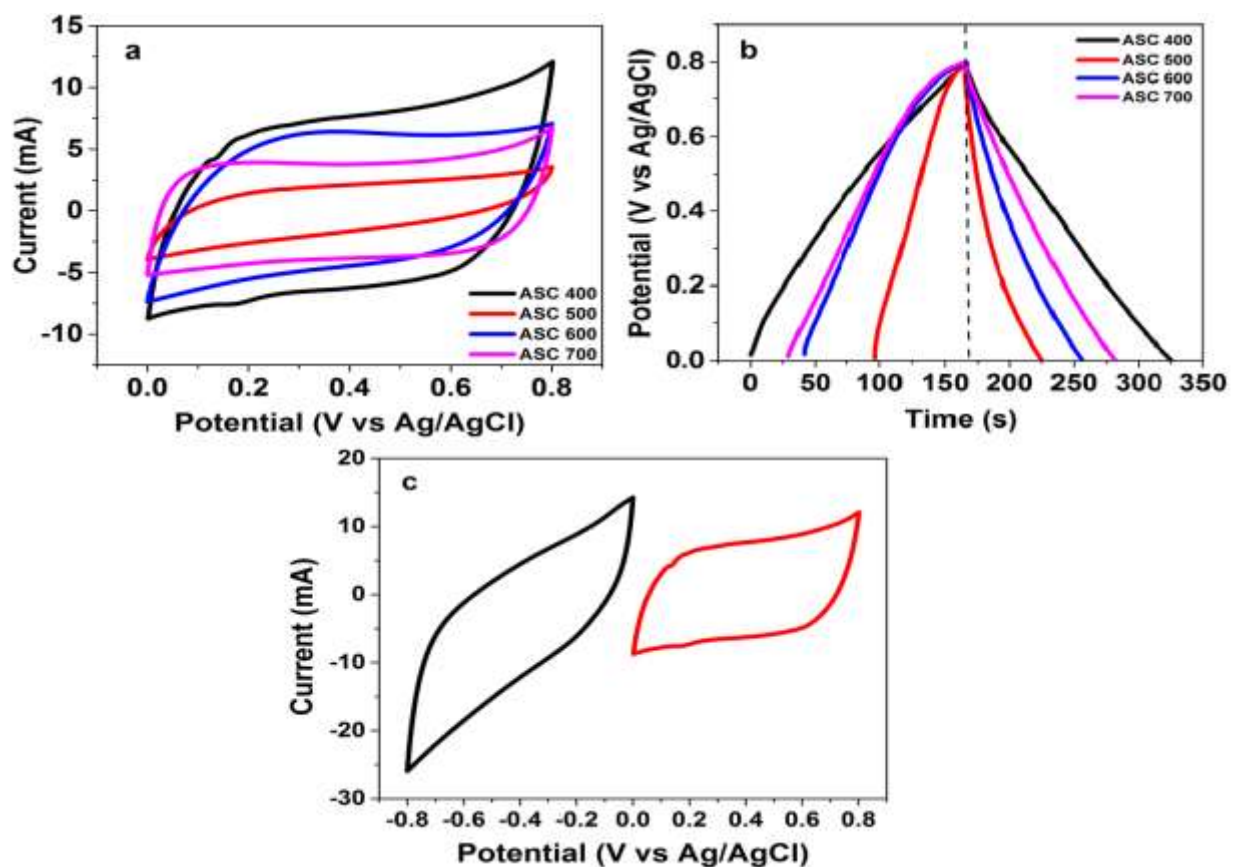 a
15
10
5
0
-5
-10
Current (mA)
ASC 400
ASC 500
ASC 600
ASC 700
0.0 0.2 0.4 0.6 0.8
Potential (V vs Ag/AgCl)
b
ASC 400
ASC 500
ASC 600
ASC 700
0.8
0.6
0.4
0.2
0.0
Potential (V vs Ag/AgCl)
0 50 100 150 200 250 300 350
Time (s)
c
20
10
0
-10
-20
-30
Current (mA)
-0.8 -0.6 -0.4 -0.2 0.0 0.2 0.4 0.6 0.8
Potential (V vs Ag/AgCl)